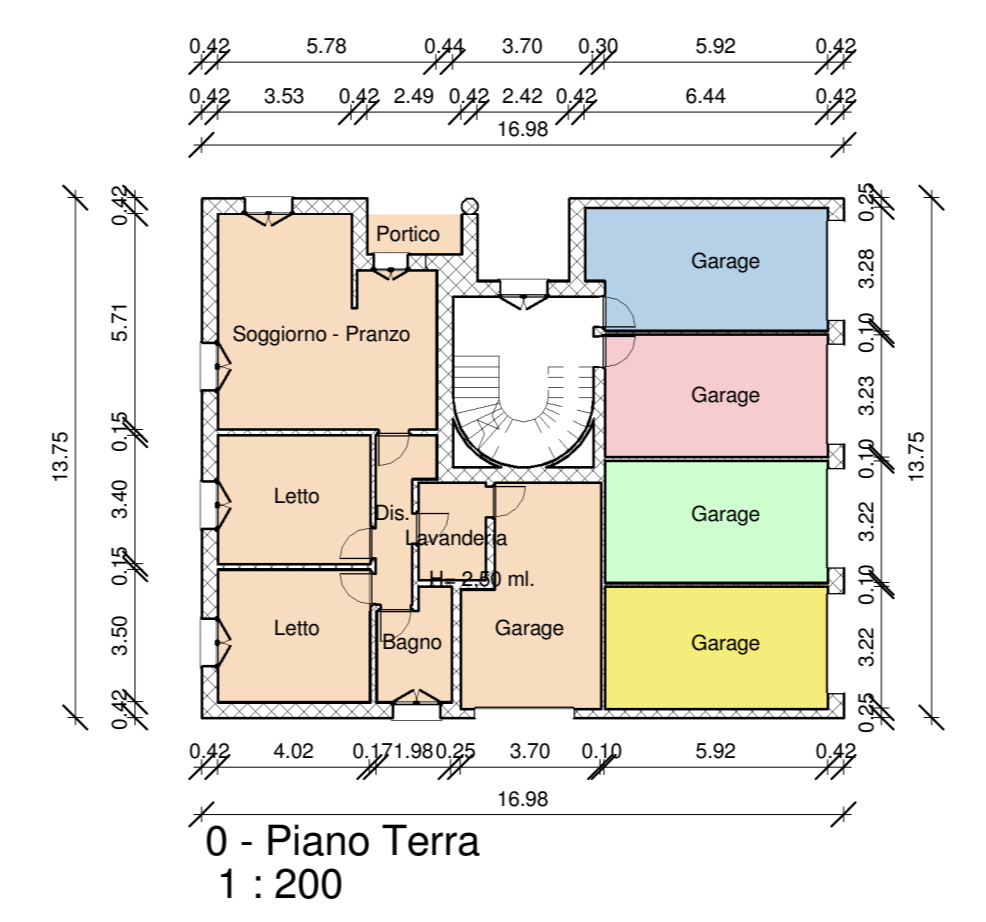 0.42 5.78 0.44 3.70 0.30 5.92 0.42
0.42 3.53 0.42 2.49 0.42 2.42 0.42 6.44 0.42
16.98
13.75
0.42
5.71
0.15
3.40
0.15
3.50
0.42
Portico
Soggiorno - Pranzo
Letto
Dis.
Lavanderia
H= 2,50 ml.
Letto
Bagno
Garage
Garage
Garage
Garage
Garage
0.25
3.28
0.10
3.23
0.10
3.22
0.10
3.22
0.25
13.75
0.42 4.02 0.17 1.98 0.25 3.70 0.10 5.92 0.42
16.98
0 - Piano Terra
1 : 200